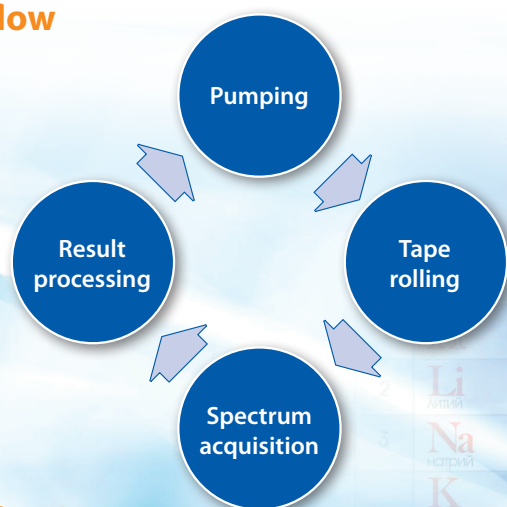 low
Pumping
Result
processing
Tape
rolling
Spectrum
acquisition
2
Li
литий
3
Na
натрий
K